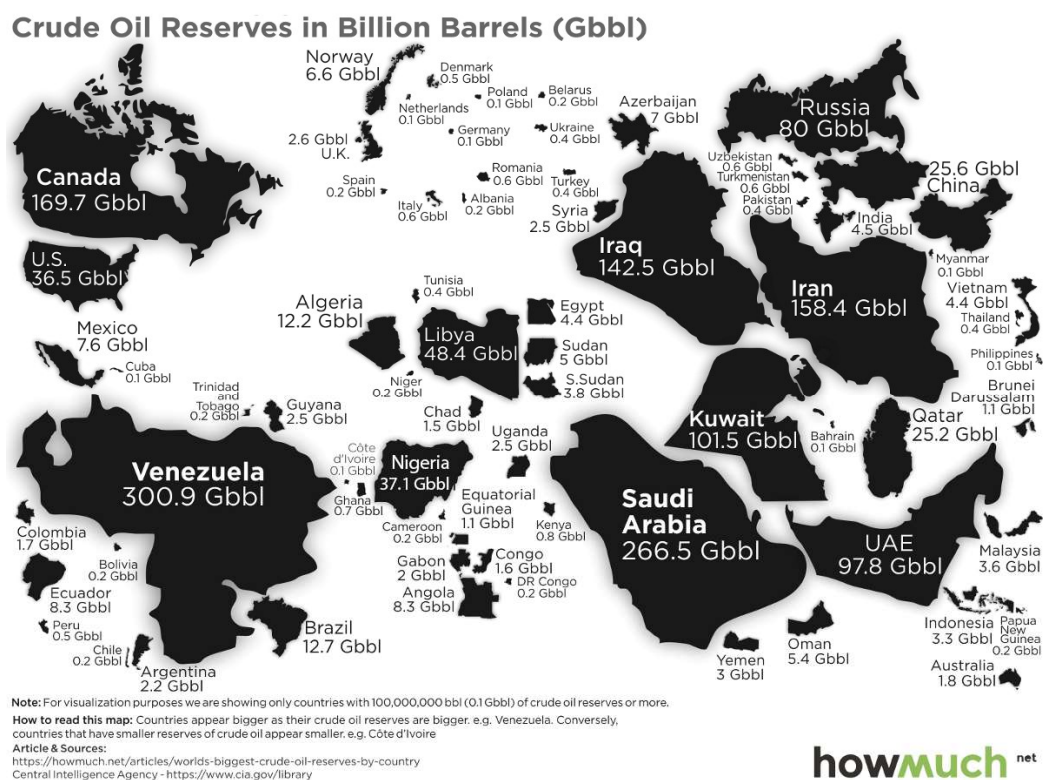 Crude Oil Reserves in Billion Barrels (Gbbl)
Norway
6.6 Gbbl
Denmark
0.5 Gbbl
Poland
0.1 Gbbl
Belarus
0.2 Gbbl
Netherlands
0.1 Gbbl
Azerbaijan
7 Gbbl
Russia
80 Gbbl
2.6 Gbbl
U.K.
Germany
0.1 Gbbl
Ukraine
0.4 Gbbl
Canada
169.7 Gbbl
Spain
0.2 Gbbl
Romania
0.6 Gbbl
Turkey
0.4 Gbbl
Italy
0.6 Gbbl
Albania
0.2 Gbbl
Syria
2.5 Gbbl
Uzbekistan
0.6 Gbbl
Turkmenistan
0.6 Gbbl
Pakistan
0.4 Gbbl
25.6 Gbbl
China
India
4.5 Gbbl
U.S.
36.5 Gbbl
Iraq
142.5 Gbbl
Iran
158.4 Gbbl
Myanmar
0.1 Gbbl
Vietnam
4.4 Gbbl
Thailand
0.4 Gbbl
Philippines
0.1 Gbbl
Brunei
Darussalam
1.1 Gbbl
Mexico
7.6 Gbbl
Cuba
0.1 Gbbl
Tunisia
0.4 Gbbl
Algeria
12.2 Gbbl
Libya
48.4 Gbbl
Egypt
4.4 Gbbl
Sudan
5 Gbbl
S.Sudan
3.8 Gbbl
Niger
0.2 Gbbl
Chad
1.5 Gbbl
Trinidad
and
Tobago
0.2 Gbbl
Guyana
2.5 Gbbl
Kuwait
101.5 Gbbl
Bahrain
0.1 Gbbl
Qatar
25.2 Gbbl
Venezuela
300.9 Gbbl
Côte
d'Ivoire
0.1 Gbbl
Ghana
0.7 Gbbl
Nigeria
37.1 Gbbl
Uganda
2.5 Gbbl
Equatorial
Guinea
1.1 Gbbl
Kenya
0.8 Gbbl
Cameroon
0.2 Gbbl
Saudi
Arabia
266.5 Gbbl
UAE
97.8 Gbbl
Malaysia
3.6 Gbbl
Colombia
1.7 Gbbl
Bolivia
0.2 Gbbl
Ecuador
8.3 Gbbl
Peru
0.5 Gbbl
Chile
0.2 Gbbl
Argentina
2.2 Gbbl
Brazil
12.7 Gbbl
Gabon
2 Gbbl
Congo
1.6 Gbbl
DR Congo
0.2 Gbbl
Angola
8.3 Gbbl
Yemen
3 Gbbl
Oman
5.4 Gbbl
Indonesia
3.3 Gbbl
Papua
New
Guinea
0.2 Gbbl
Australia
1.8 Gbbl
Note: For visualization purposes we are showing only countries with 100,000,000 bbl (0.1 Gbbl) of crude oil reserves or more.
How to read this map: Countries appear bigger as their crude oil reserves are bigger. e.g. Venezuela. Conversely,
countries that have smaller reserves of crude oil appear smaller. e.g. Côte d'Ivoire
Article & Sources:
https://howmuch.net/articles/worlds-biggest-crude-oil-reserves-by-country
Central Intelligence Agency - https://www.cia.gov/library
howmuch net